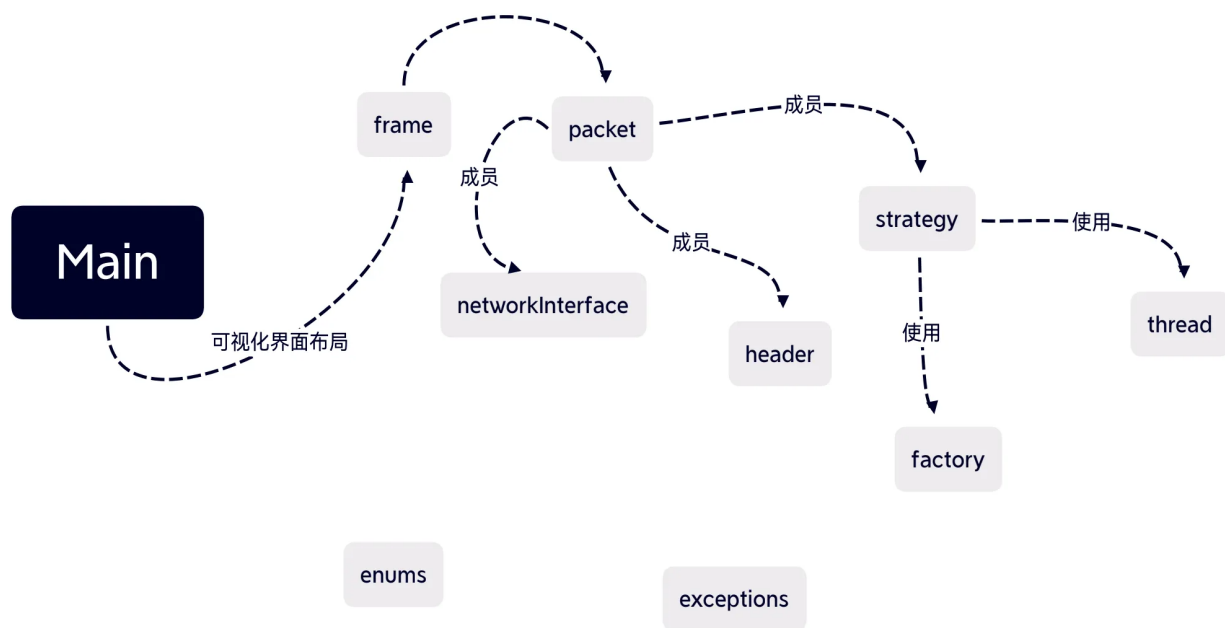 frame
packet
成员
成员
strategy
使用
Main
成员
networkInterface
可视化界面布局
header
使用
thread
factory
enums
exceptions